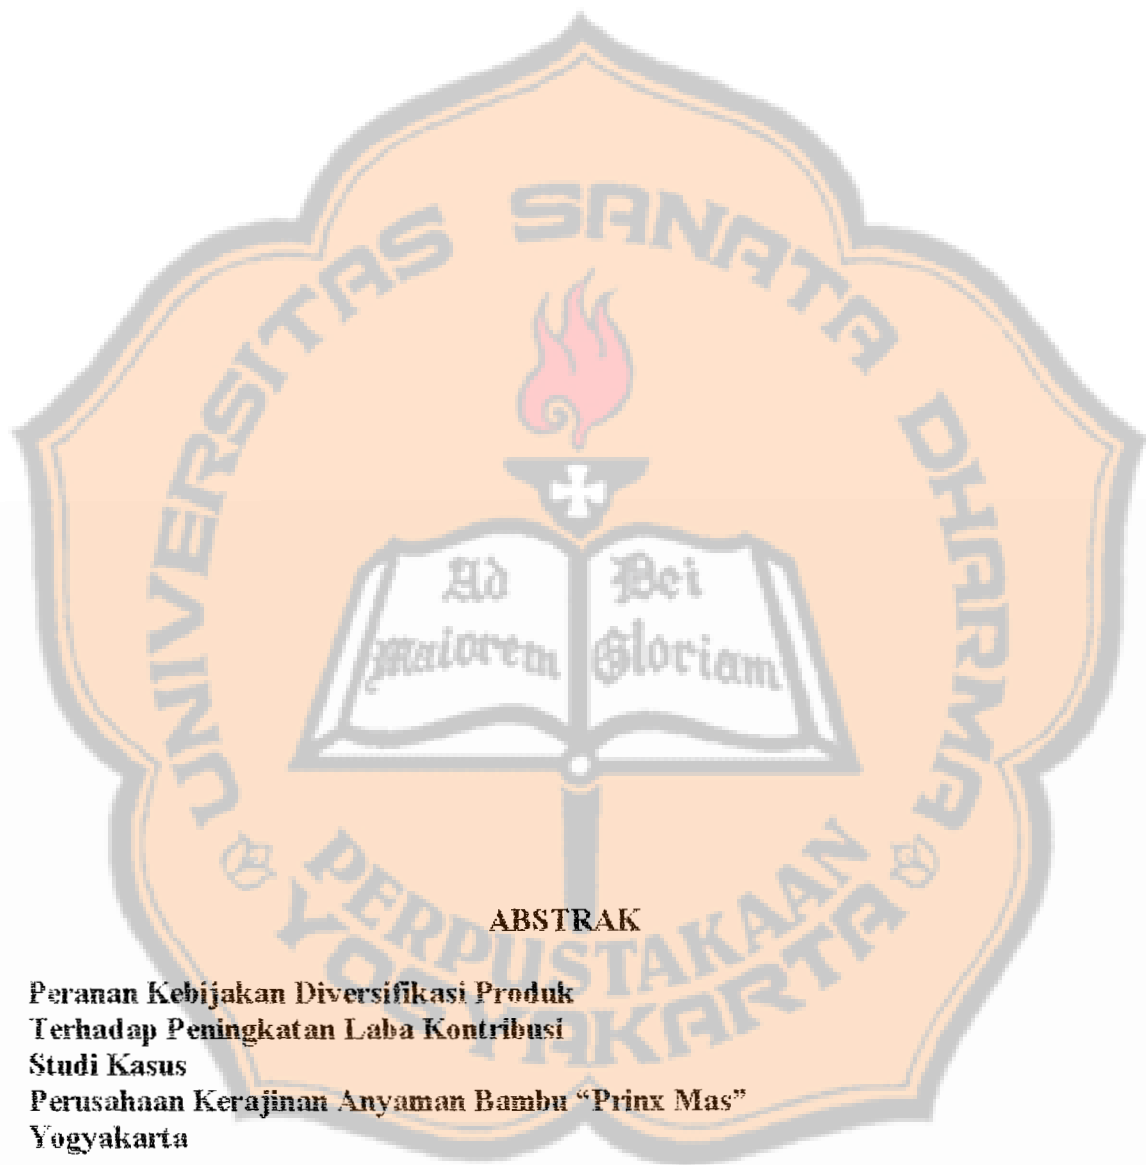 UNIVERSITAS SANATA DHARMA
Ad Dei
maiorem Gloriam
PERPUSTAKAAN
YOGYAKARTA
ABSTRAK
Peranan Kebijakan Diversifikasi Produk
Terhadap Peningkatan Laba Kontribusi
Studi Kasus
Perusahaan Kerajinan Anyaman Bambu “Prinx Mas”
Yogyakarta